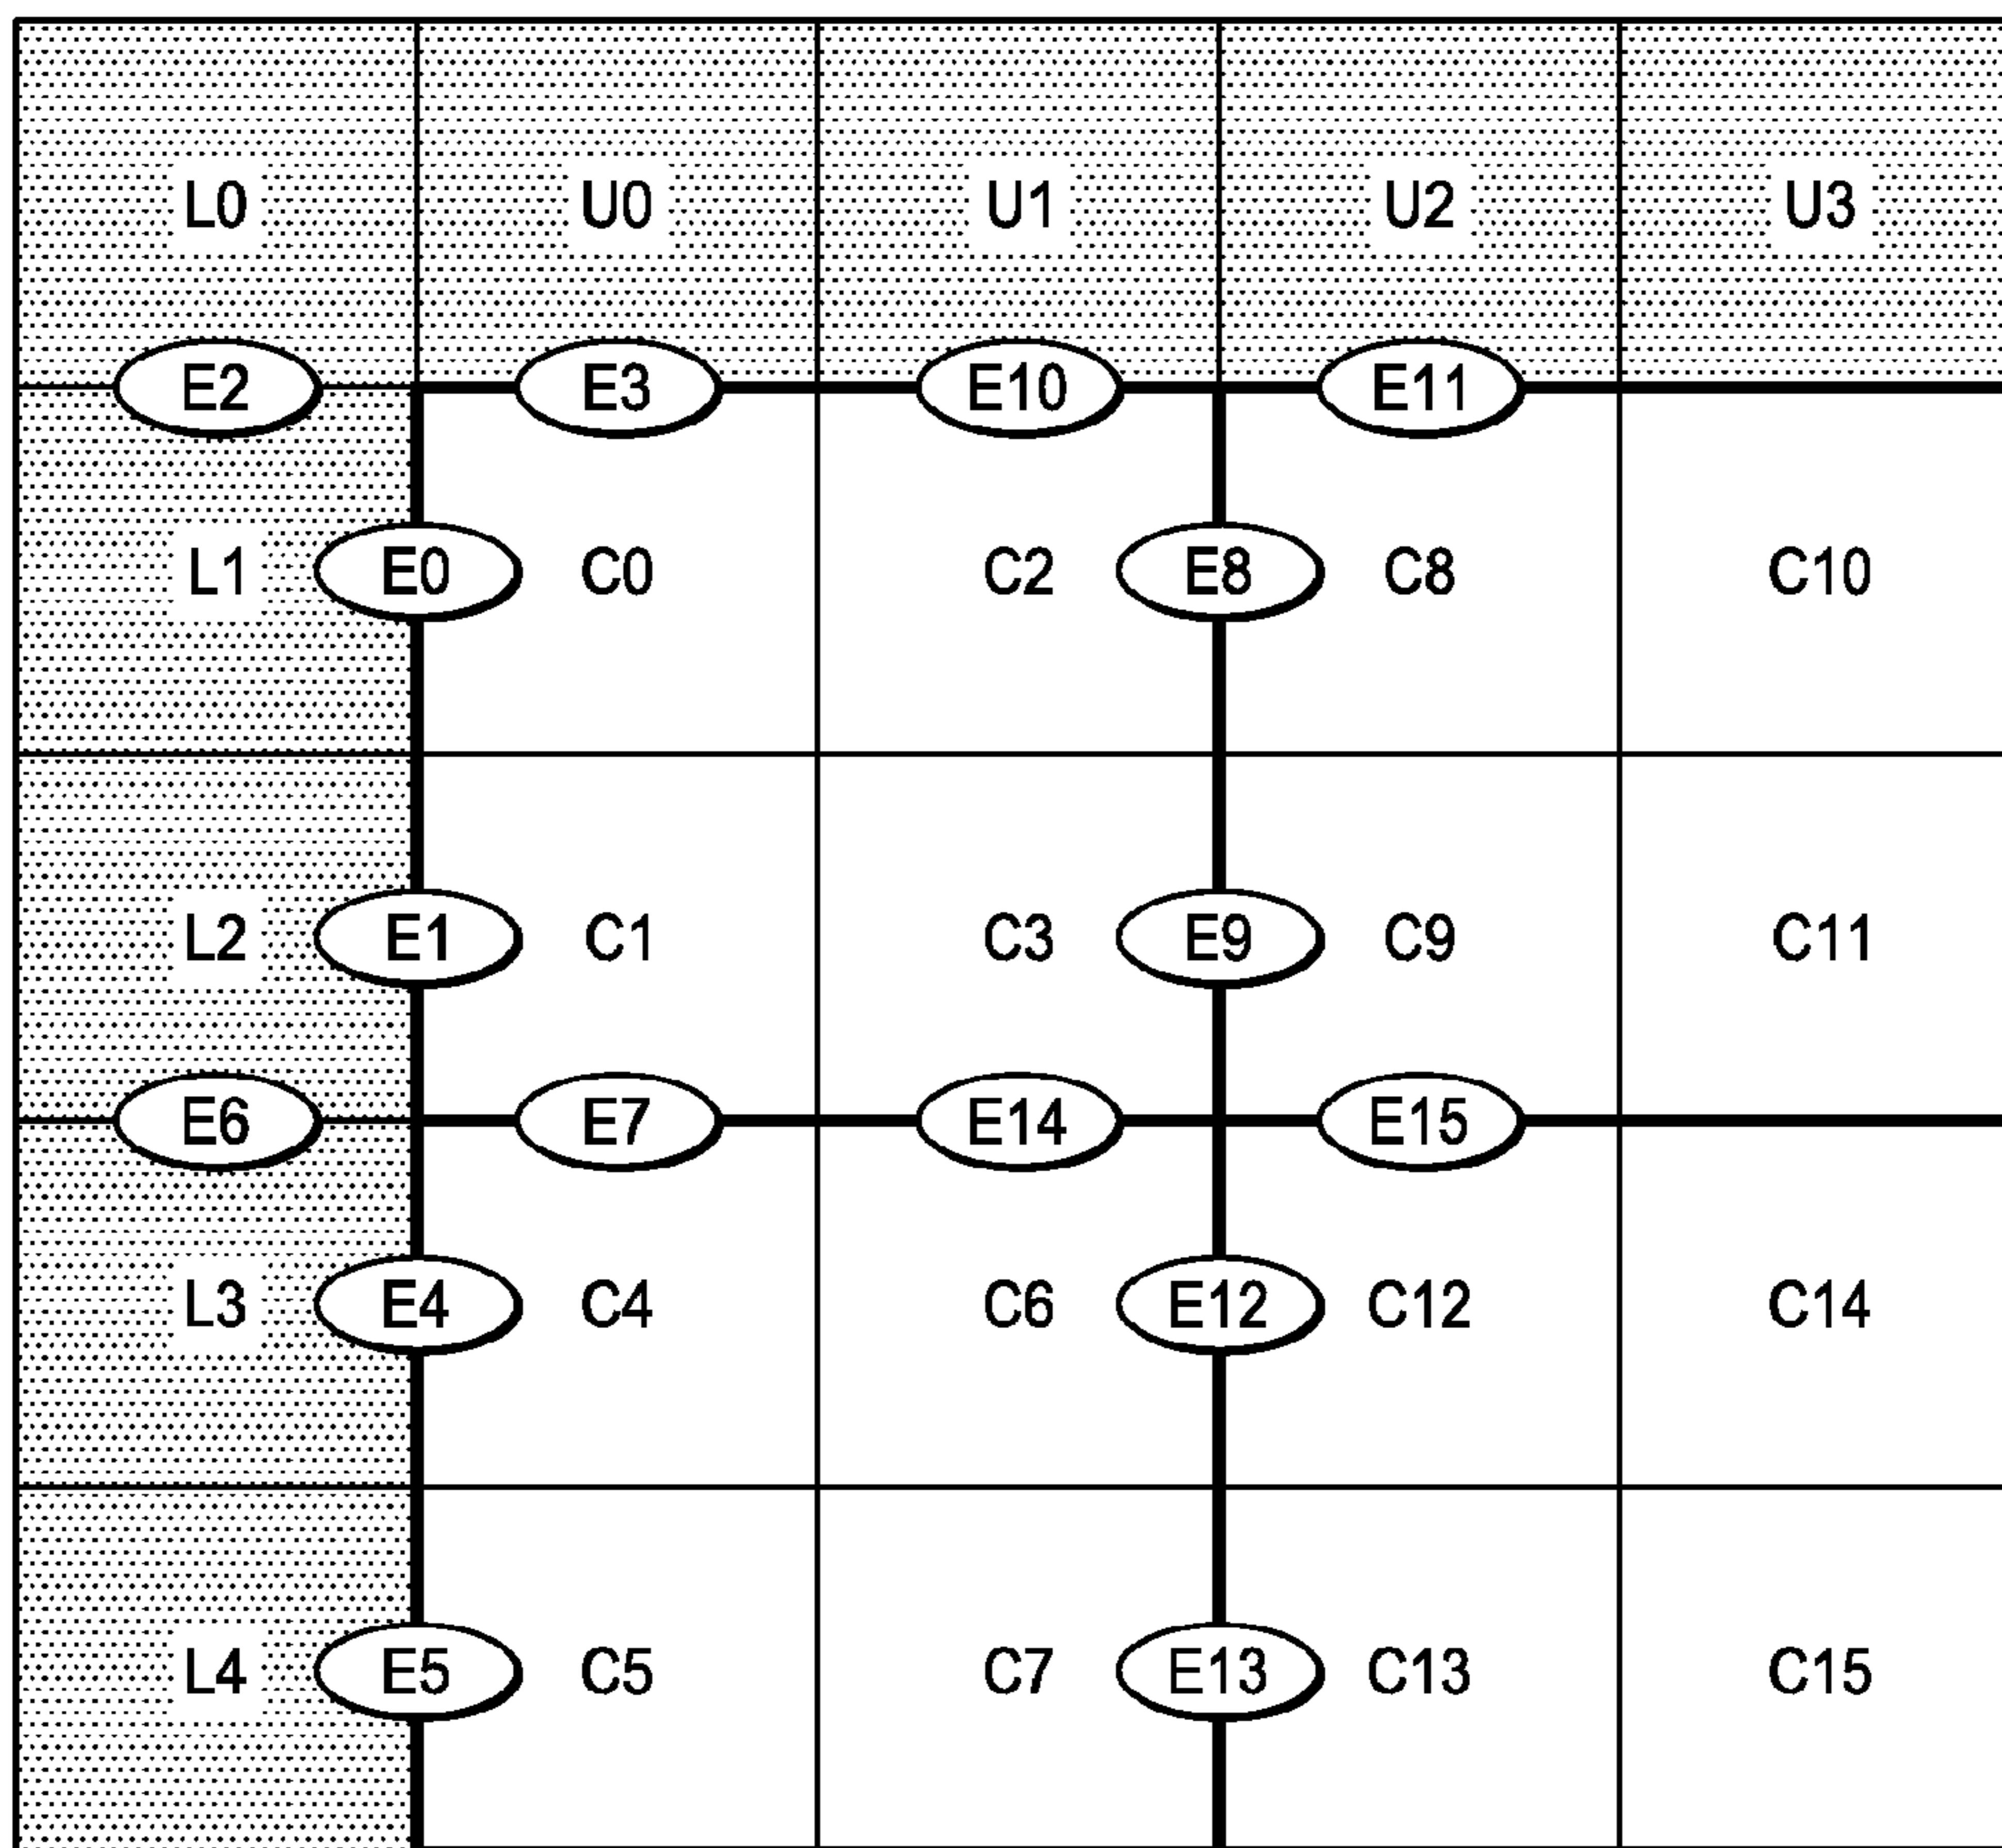 L0 U0 U1 U2 U3
E2 E3 E10 E11
L1 E0 C0 C2 E8 C8 C10
L2 E1 C1 C3 E9 C9 C11
E6 E7 E14 E15
L3 E4 C4 C6 E12 C12 C14
L4 E5 C5 C7 E13 C13 C15